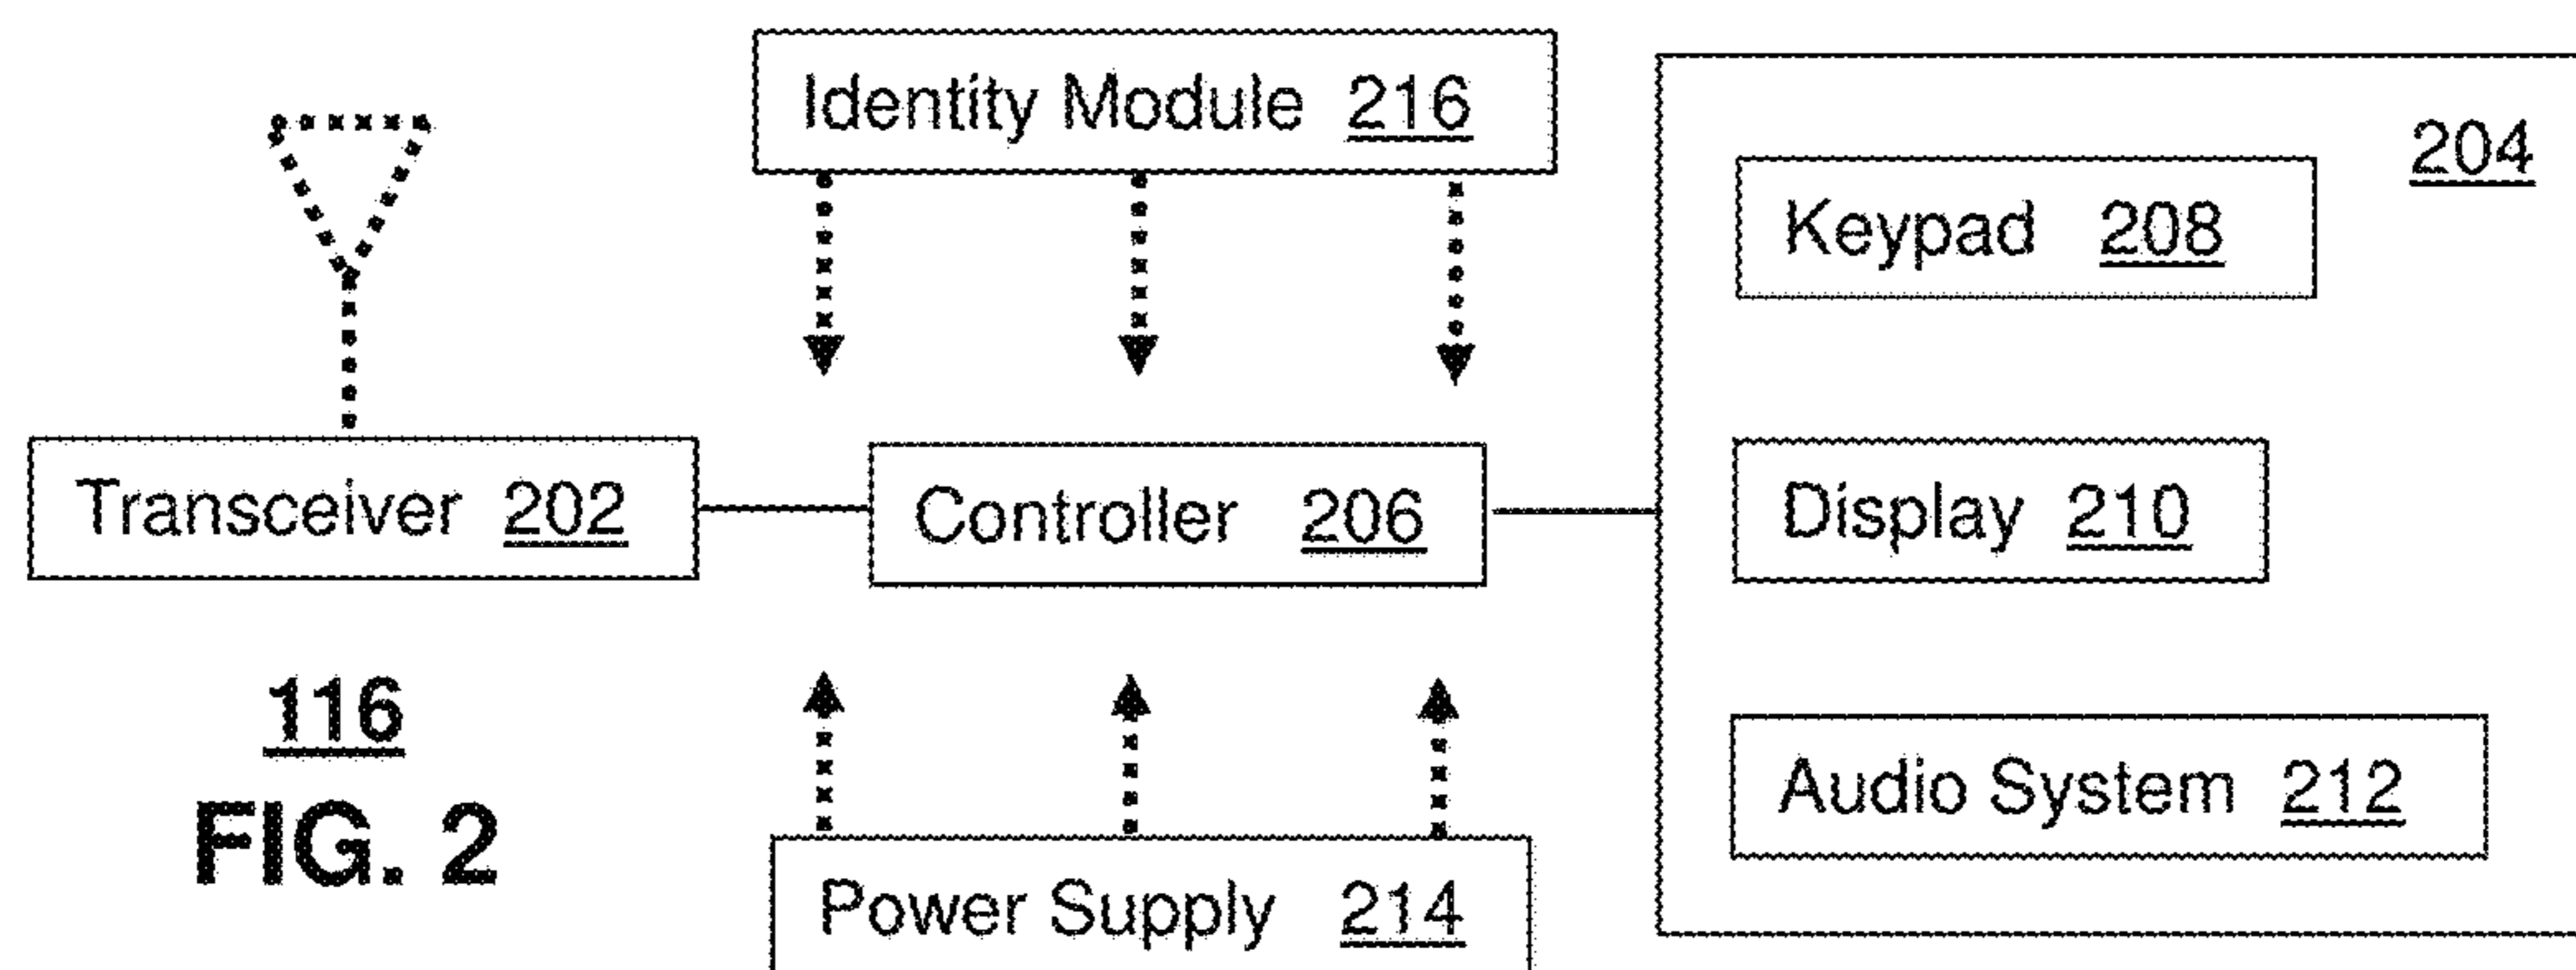 Identity Module 216
204
Keypad 208
Transceiver 202
Controller 206
Display 210
116
FIG. 2
Audio System 212
Power Supply 214